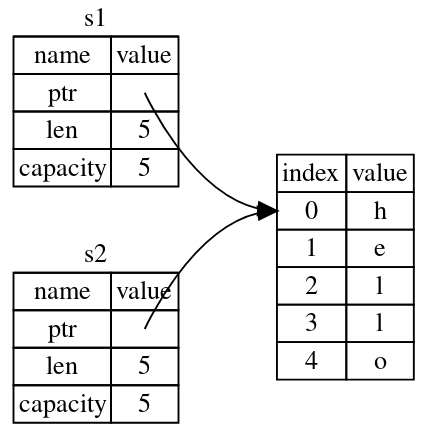 s1
name value
ptr
len 5
capacity 5
s2
name value
ptr
len 5
capacity 5
index value
0 h
1 e
2 l
3 l
4 o